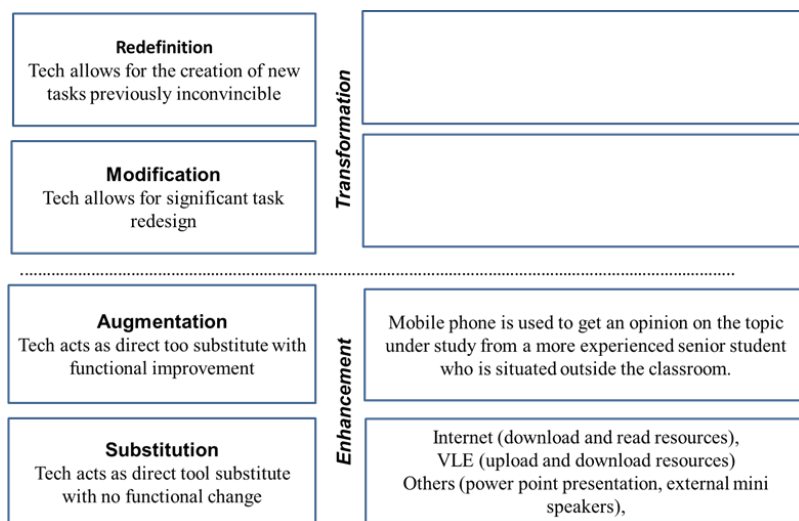 Redefinition
Tech allows for the creation of new
tasks previously inconvincible
Modification
Tech allows for significant task
redesign
Transformation
Augmentation
Tech acts as direct too substitute with
functional improvement
Substitution
Tech acts as direct tool substitute
with no functional change
Enhancement
Mobile phone is used to get an opinion on the topic
under study from a more experienced senior student
who is situated outside the classroom.
Internet (download and read resources),
VLE (upload and download resources)
Others (power point presentation, external mini
speakers),